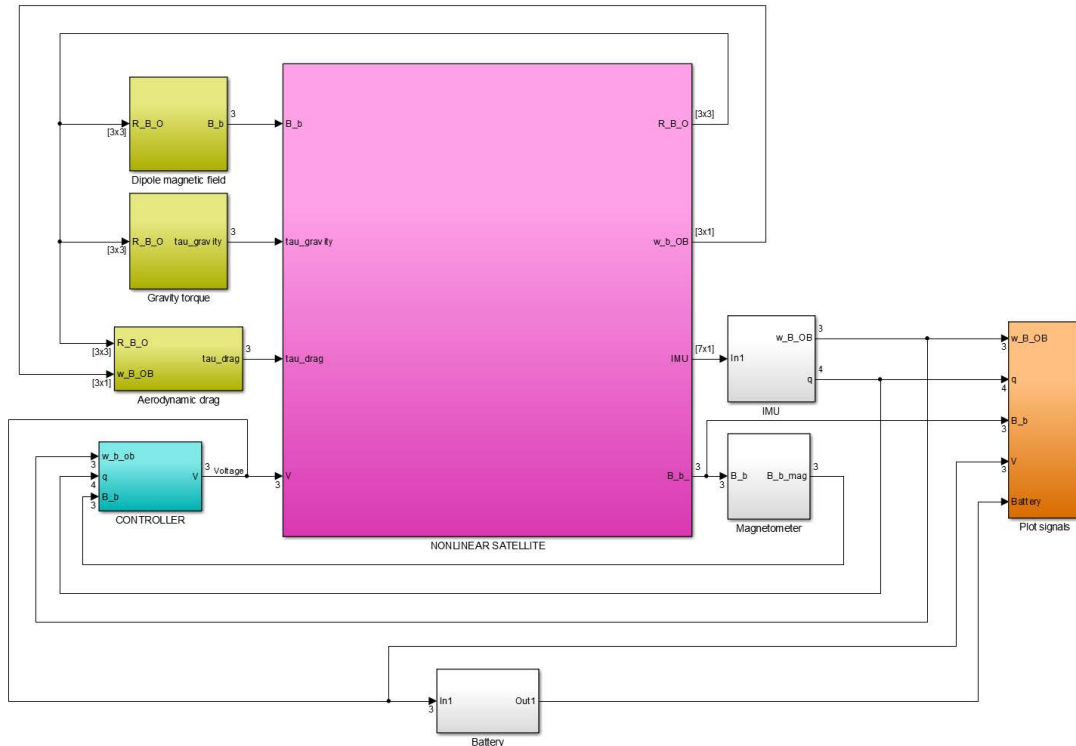 [3x3]
R_B_O
B_b
3
Dipole magnetic field
[3x3]
R_B_O
tau_gravity
3
Gravity torque
R_B_O
[3x3]
tau_drag
3
w_B_OB
[3x1]
Aerodynamic drag
w_b_ob
3
q
4
B_b
3
V
3
Voltage
CONTROLLER
B_b
tau_gravity
tau_drag
V
3
R_B_O
[3x3]
w_b_OB
[3x1]
IMU
[7x1]
B_b_
3
NONLINEAR SATELLITE
In1
w_B_OB
3
q
4
IMU
3
B_b
B_b_mag
3
Magnetometer
w_B_OB
3
q
4
B_b
3
V
3
Battery
Plot signals
3
In1
Out1
Battery